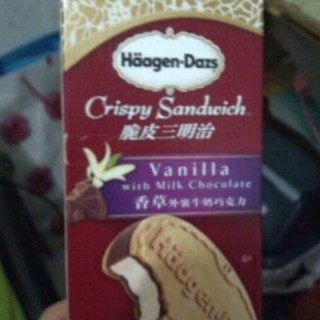 Häagen-Dazs
Crispy Sandwich
脆皮三明治
Vanilla
with Milk Chocolate
香草外裹牛奶巧克力
Häagen